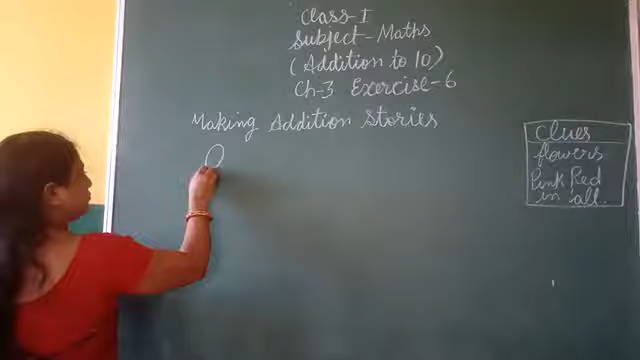 Class-I
Subject-Maths
(Addition to 10)
Ch-3 Exercise-6
Making Addition Stories
Clues
flowers
Pink Red
in all.